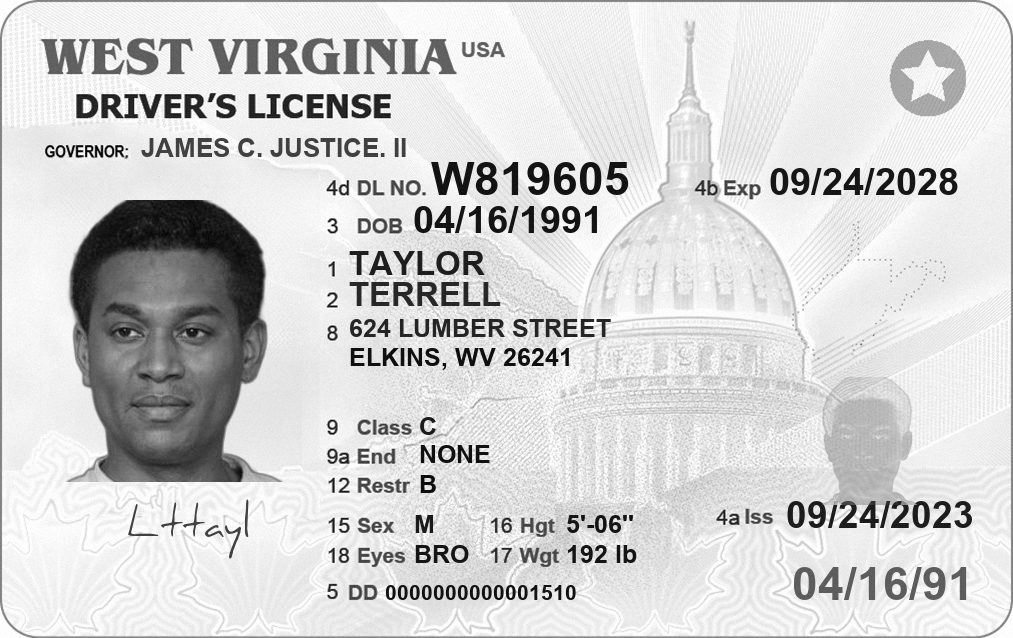 WEST VIRGINIA USA
DRIVER'S LICENSE
GOVERNOR: JAMES C. JUSTICE. II
4d DL NO. W819605 4b Exp 09/24/2028
3 DOB 04/16/1991
1 TAYLOR
2 TERRELL
8 624 LUMBER STREET
ELKINS, WV 26241
9 Class C
9a End NONE
12 Restr B
15 Sex M 16 Hgt 5'-06"
18 Eyes BRO 17 Wgt 192 lb
5 DD 0000000000001510
4a Iss 09/24/2023
04/16/91